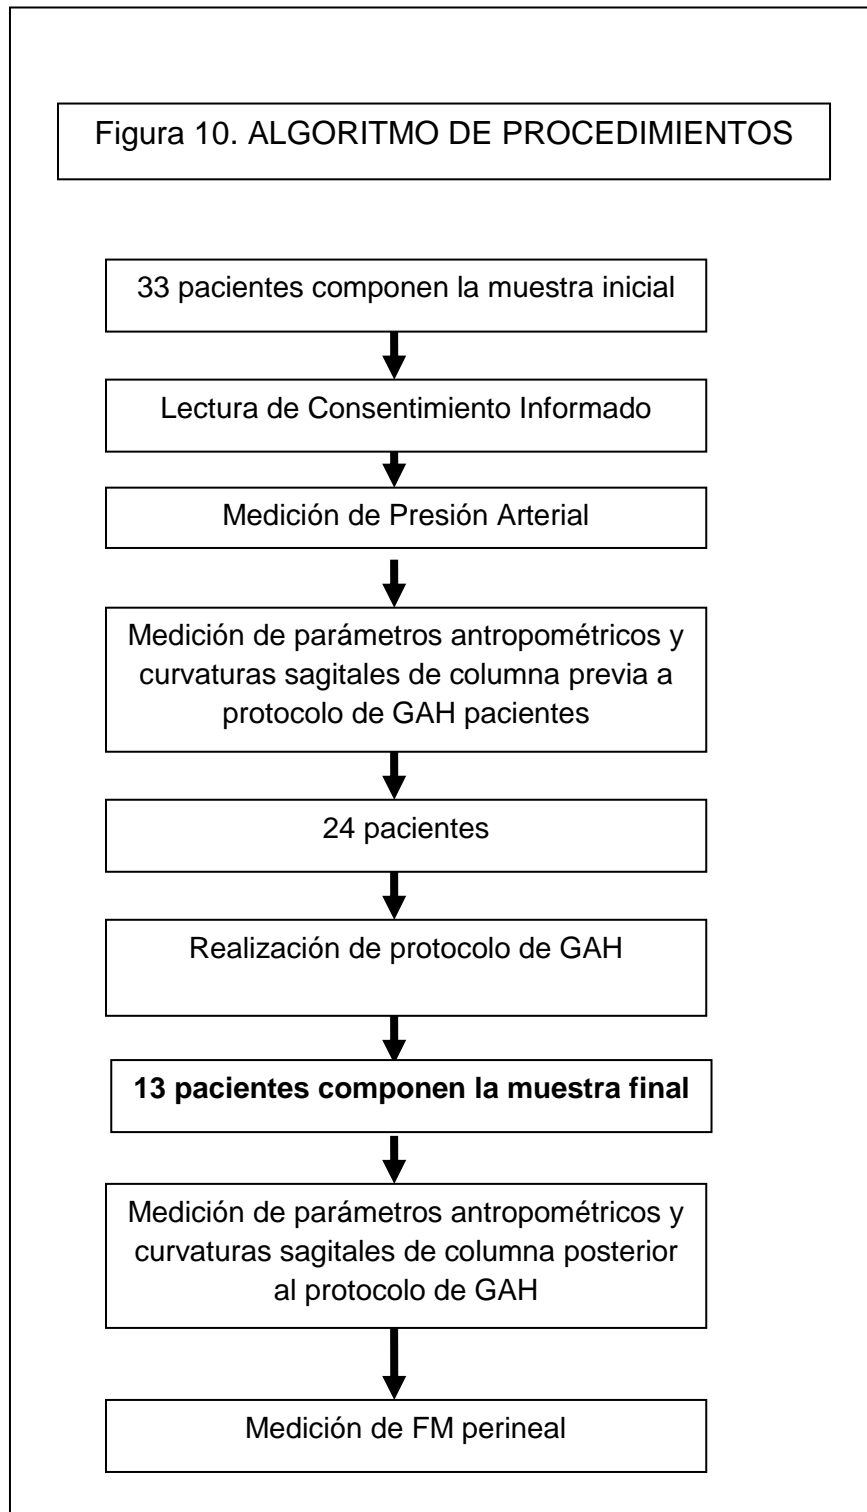 Figura 10. ALGORITMO DE PROCEDIMIENTOS
33 pacientes componen la muestra inicial
Lectura de Consentimiento Informado
Medición de Presión Arterial
Medición de parámetros antropométricos y
curvaturas sagitales de columna previa a
protocolo de GAH pacientes
24 pacientes
Realización de protocolo de GAH
13 pacientes componen la muestra final
Medición de parámetros antropométricos y
curvaturas sagitales de columna posterior
al protocolo de GAH
Medición de FM perineal